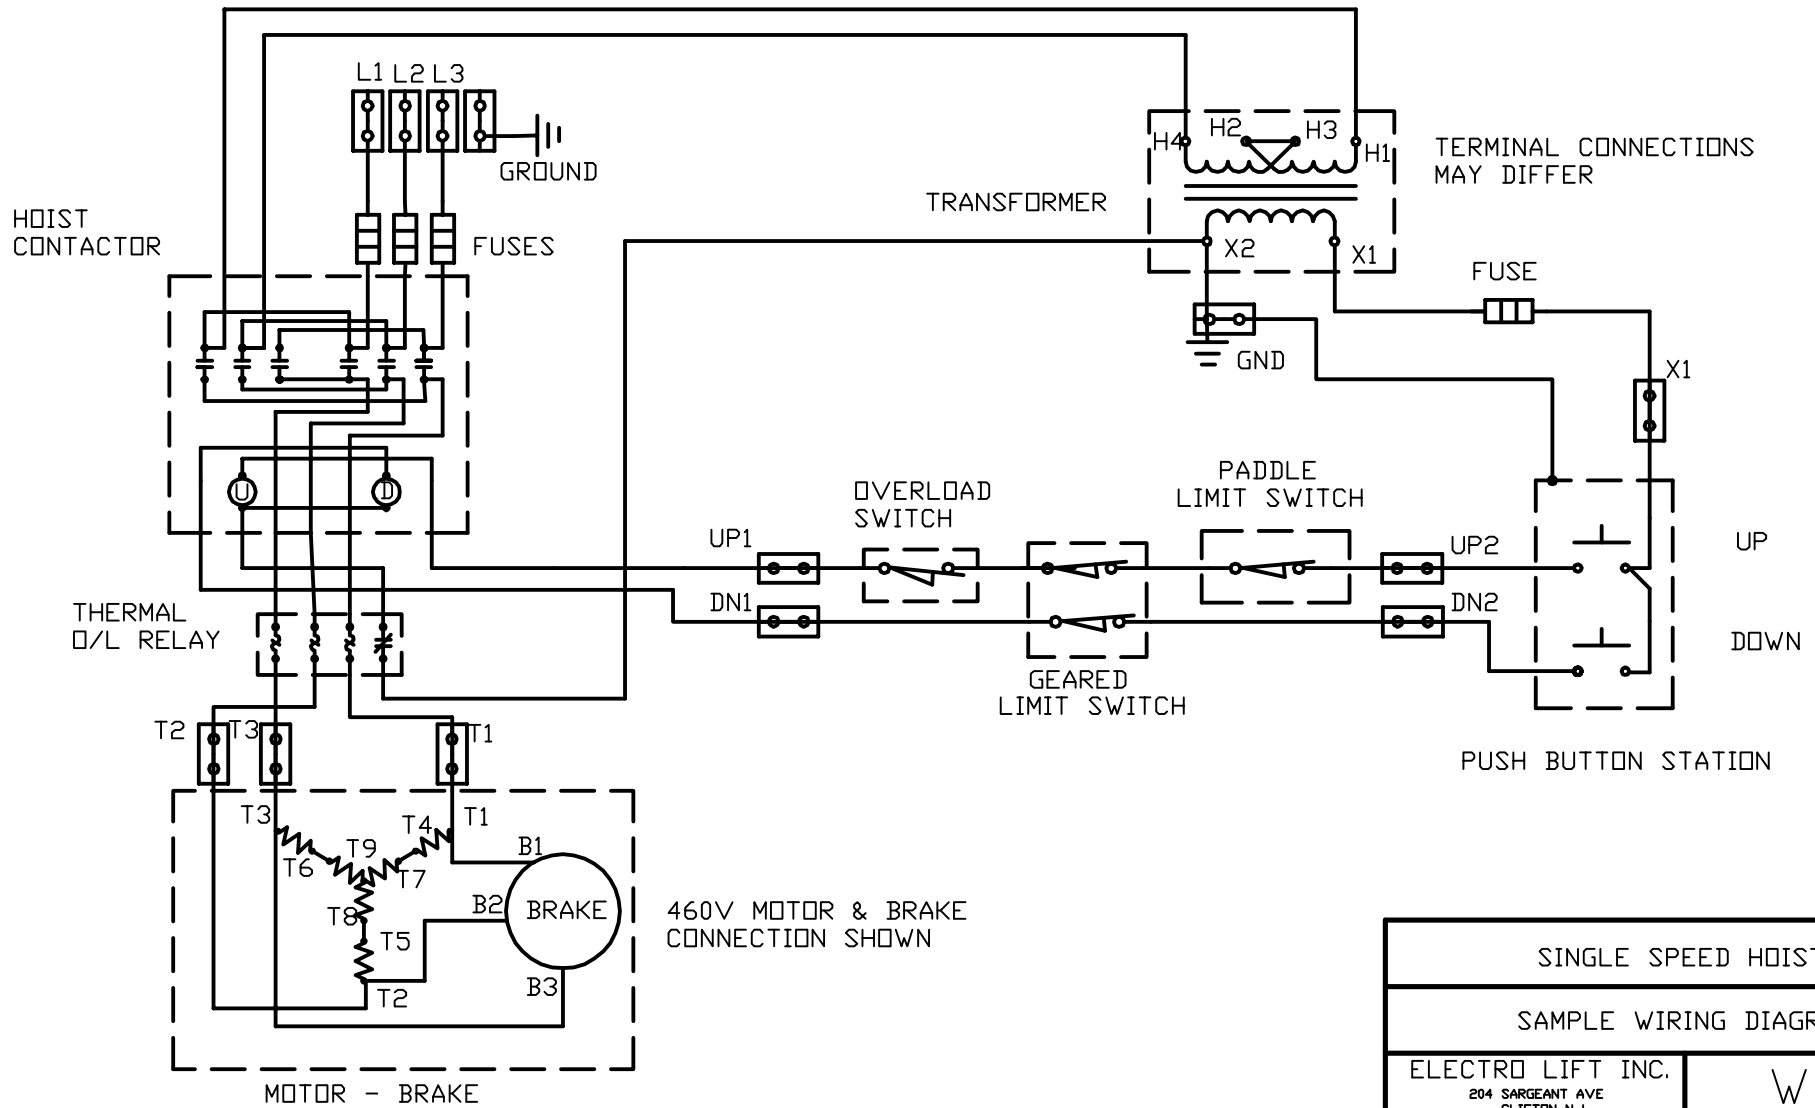 L1 L2 L3
GROUND
HOIST
CONTACTOR
FUSES
TRANSFORMER
H4 H2 H3 H1
X2 X1
TERMINAL CONNECTIONS
MAY DIFFER
FUSE
GND
X1
U D
OVERLOAD
SWITCH
PADDLE
LIMIT SWITCH
UP1
UP2
UP
DN1
DN2
DOWN
THERMAL
O/L RELAY
GEARED
LIMIT SWITCH
PUSH BUTTON STATION
T2 T3 T1
T3 T4 T1
T6 T9 T7
T8
T5
T2
B1
B2
BRAKE
B3
460V MOTOR & BRAKE
CONNECTION SHOWN
MOTOR - BRAKE
SINGLE SPEED HOIST
SAMPLE WIRING DIAGR
ELECTRO LIFT INC.
204 SARGEANT AVE
W